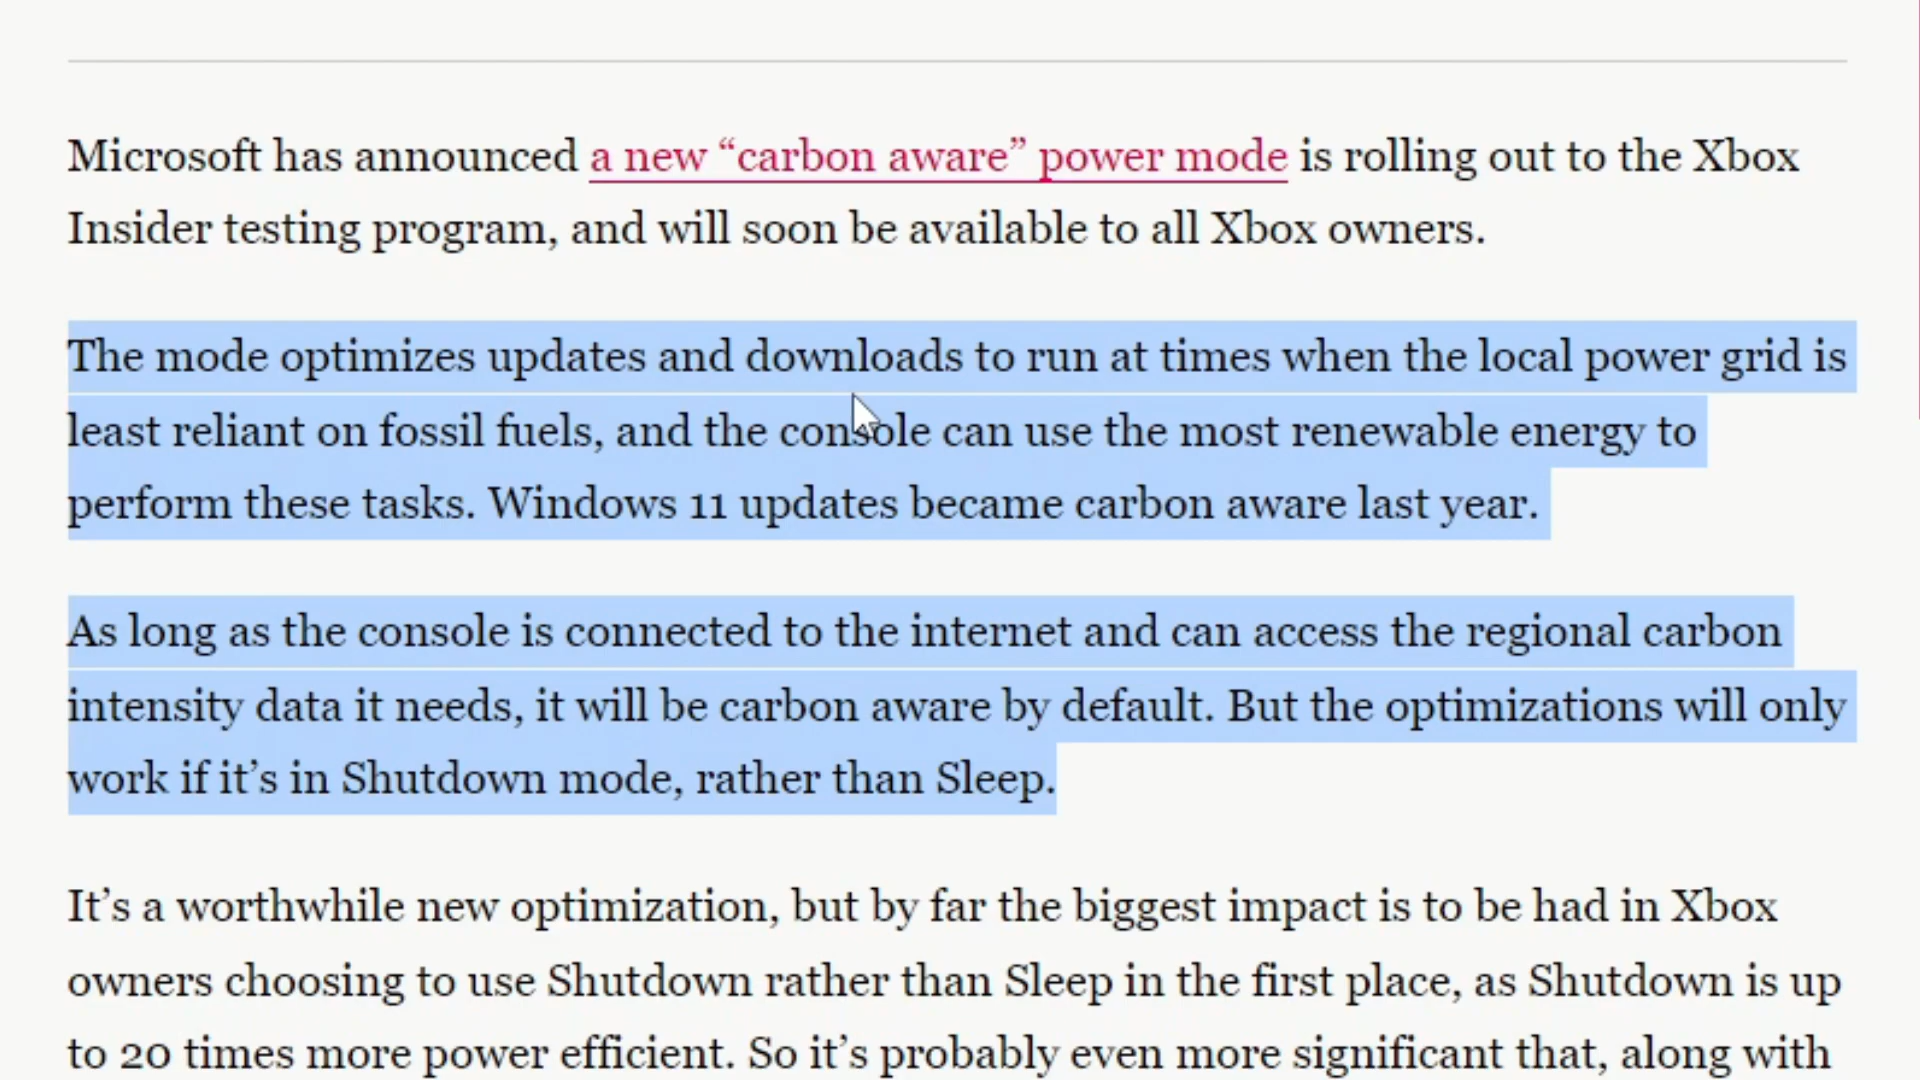 Microsoft has announced a new “carbon aware” power mode is rolling out to the Xbox
Insider testing program, and will soon be available to all Xbox owners.
The mode optimizes updates and downloads to run at times when the local power grid is
least reliant on fossil fuels, and the console can use the most renewable energy to
perform these tasks. Windows 11 updates became carbon aware last year.
As long as the console is connected to the internet and can access the regional carbon
intensity data it needs, it will be carbon aware by default. But the optimizations will only
work if it’s in Shutdown mode, rather than Sleep.
It’s a worthwhile new optimization, but by far the biggest impact is to be had in Xbox
owners choosing to use Shutdown rather than Sleep in the first place, as Shutdown is up
to 20 times more power efficient. So it’s probably even more significant that, along with